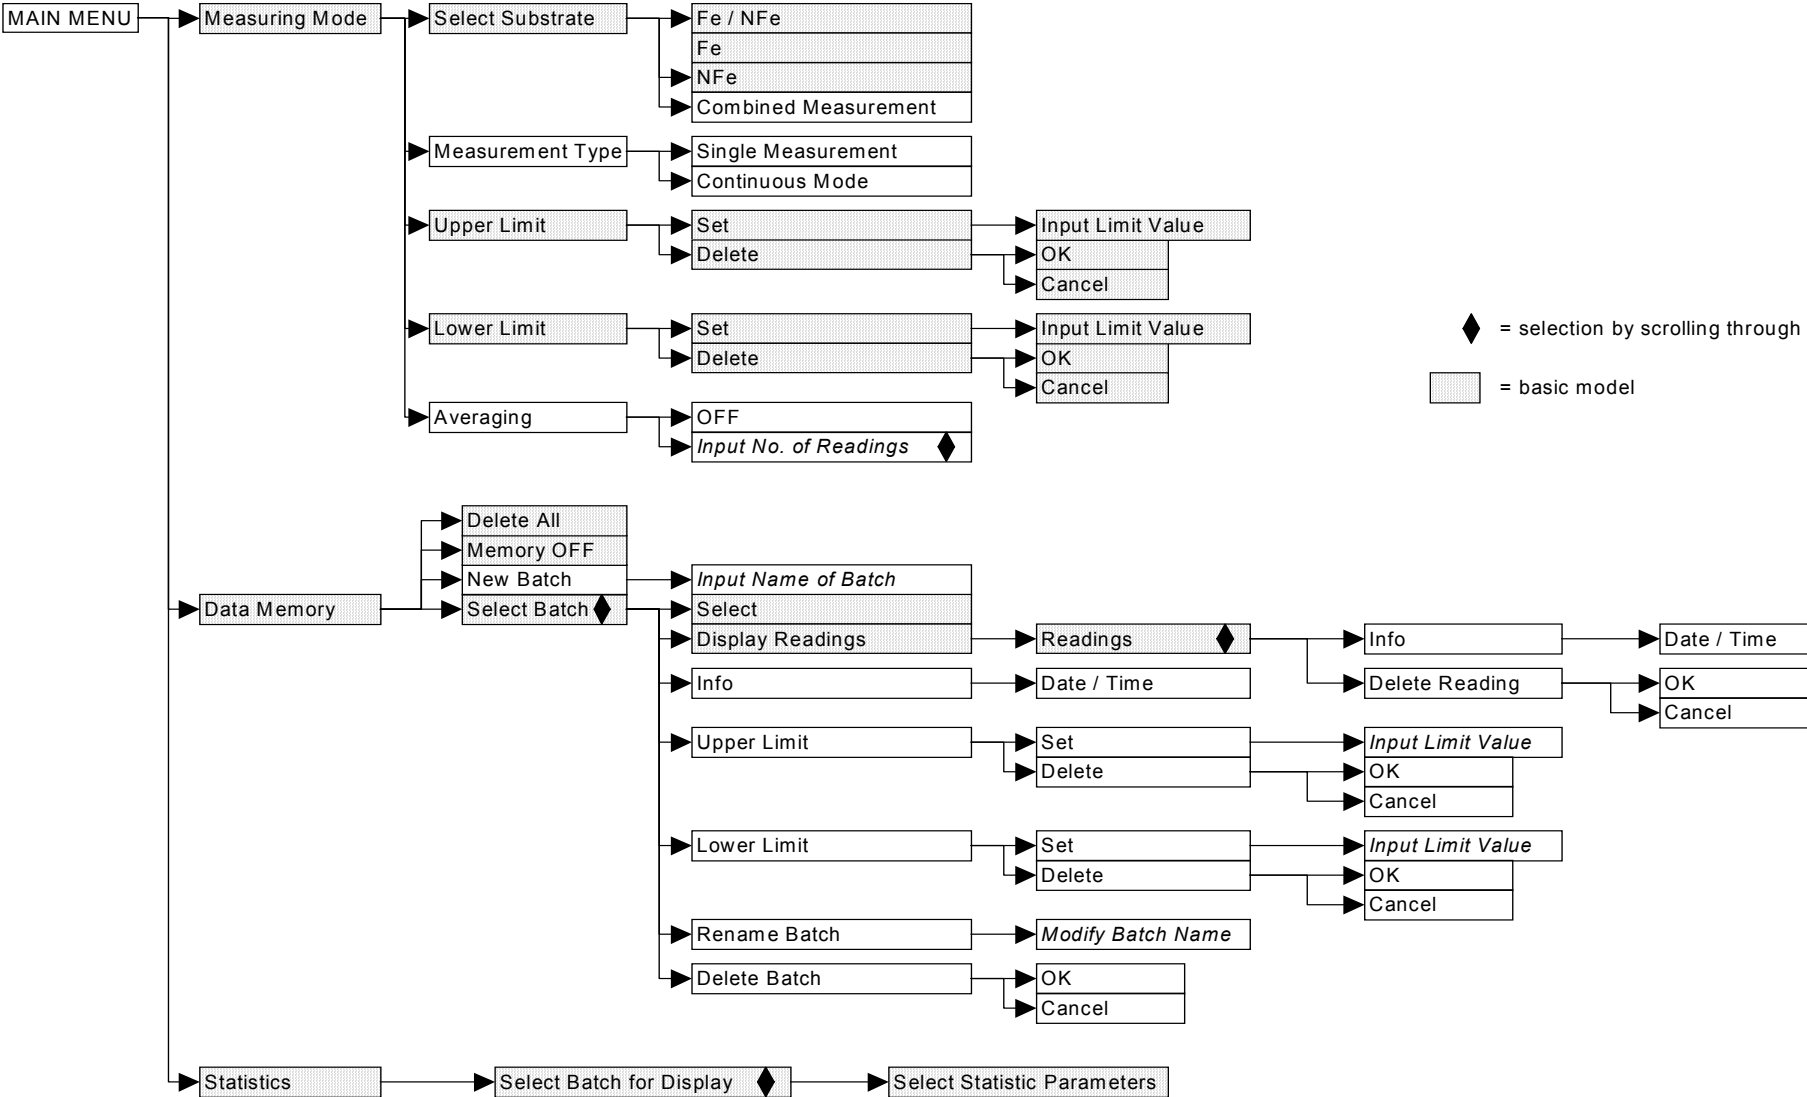 MAIN MENU
Measuring Mode
Select Substrate
Fe / NFe
Fe
NFe
Combined Measurement
Measurement Type
Single Measurement
Continuous Mode
Upper Limit
Set
Input Limit Value
Delete
OK
Cancel
Lower Limit
Set
Input Limit Value
Delete
OK
Cancel
= selection by scrolling through
= basic model
Averaging
OFF
Input No. of Readings
Data Memory
Delete All
Memory OFF
New Batch
Input Name of Batch
Select Batch
Select
Display Readings
Readings
Info
Date / Time
Delete Reading
OK
Cancel
Info
Date / Time
Upper Limit
Set
Input Limit Value
Delete
OK
Cancel
Lower Limit
Set
Input Limit Value
Delete
OK
Cancel
Rename Batch
Modify Batch Name
Delete Batch
OK
Cancel
Statistics
Select Batch for Display
Select Statistic Parameters